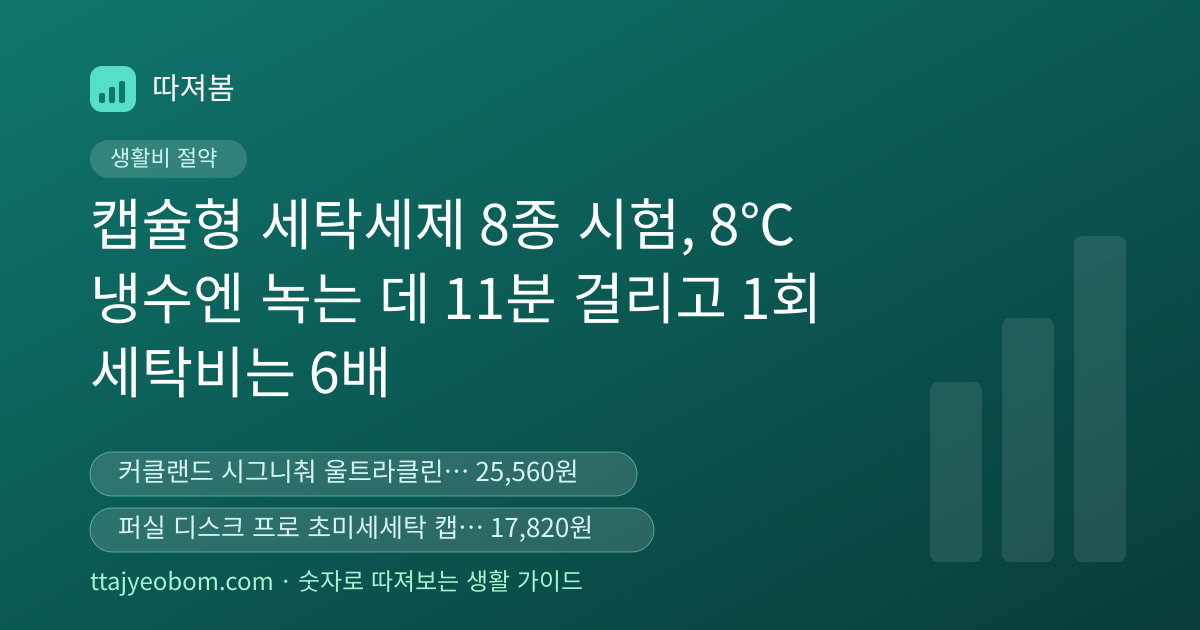 따져봄
생활비 절약
캡슐형 세탁세제 8종 시험, 8℃
냉수엔 녹는 데 11분 걸리고 1회
세탁비는 6배
커클랜드 시그니춰 울트라클린… 25,560원
퍼실 디스크 프로 초미세세탁 캡… 17,820원
ttajyeobom.com · 숫자로 따져보는 생활 가이드